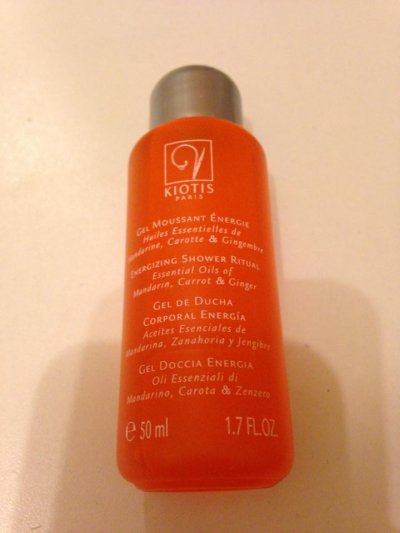 KIOTIS
PARIS
GEL MOUSSANT ÉNERGIE
Huiles Essentielles de
Mandarine, Carotte & Gingembre
ENERGIZING SHOWER RITUAL
Essential Oils of
Mandarin, Carrot & Ginger
GEL DE DUCHA
CORPORAL ENERGÍA
Aceites Esenciales de
Mandarina, Zanahoria y Jengibre
GEL DOCCIA ENERGIA
Oli Essenziali di
Mandarino, Carota & Zenzero
e 50 ml 1.7 FL.OZ.